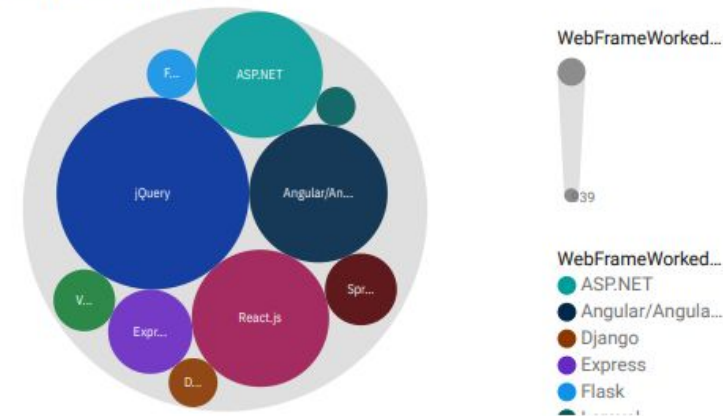 F...
ASP.NET
jQuery
Angular/An...
V...
Expr...
React.js
Spr...
D...
WebFrameWorked...
39
WebFrameWorked...
ASP.NET
Angular/Angula...
Django
Express
Flask